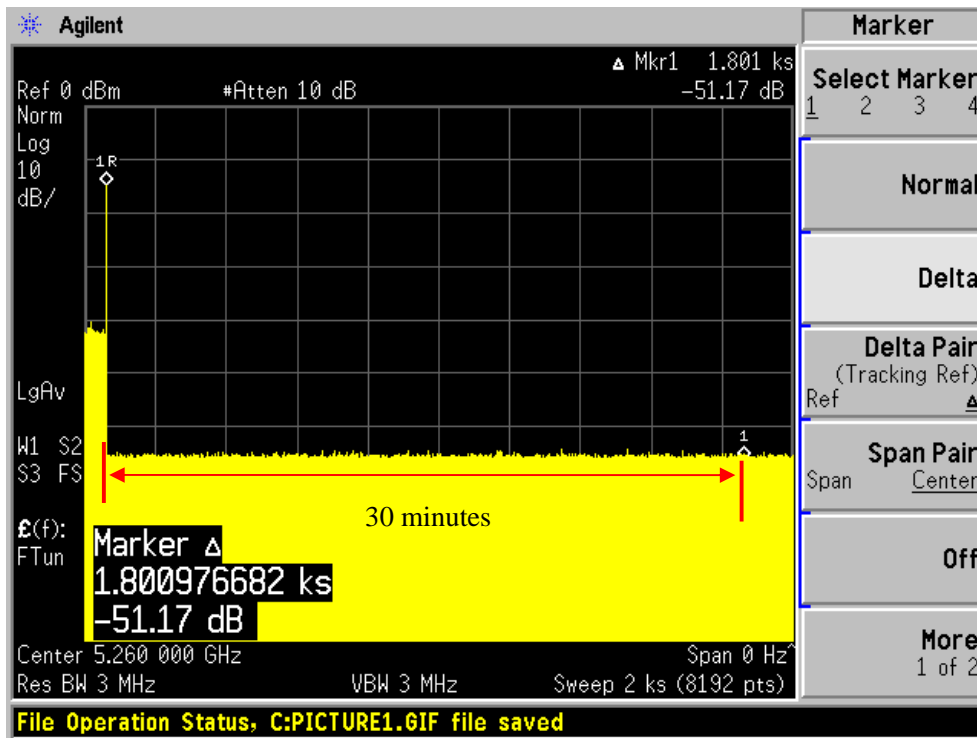 Agilent
Marker
Δ Mkr1 1.801 ks
Ref 0 dBm #Atten 10 dB -51.17 dB
Norm
Log
10
dB/
1R
LgAv
W1 S2
S3 FS
1
30 minutes
£(f):
FTun
Marker Δ
1.800976682 ks
-51.17 dB
Center 5.260 000 GHz Span 0 Hz^
Res BW 3 MHz VBW 3 MHz Sweep 2 ks (8192 pts)
File Operation Status, C:PICTURE1.GIF file saved
Select Marker
1 2 3 4
Normal
Delta
Delta Pair
(Tracking Ref)
Ref Δ
Span Pair
Span Center
Off
More
1 of 2